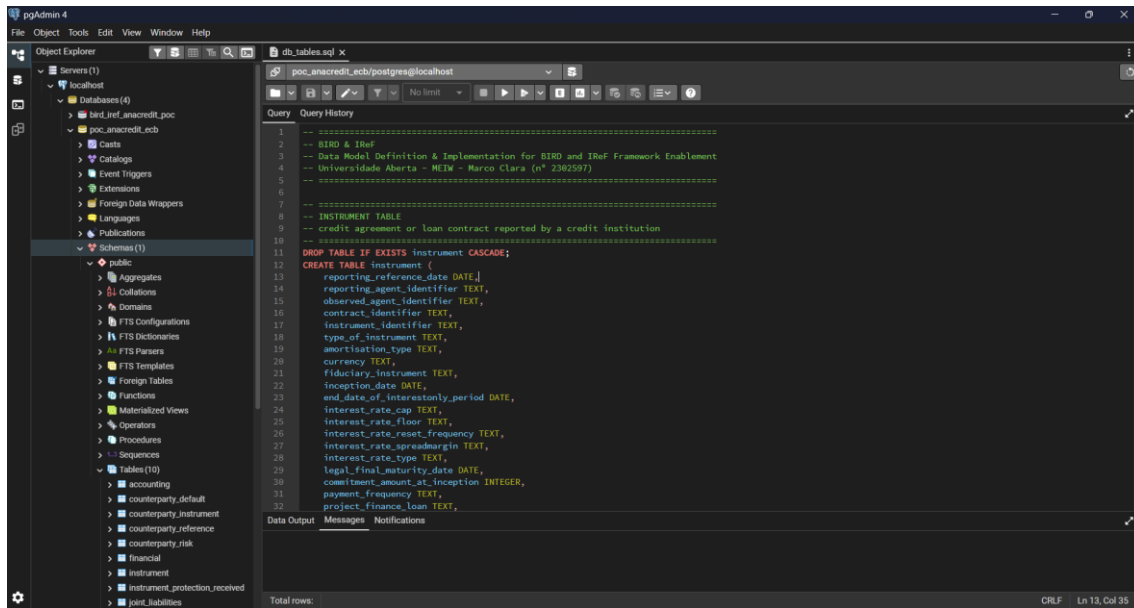 pgAdmin 4
File Object Tools Edit View Window Help
Object Explorer
Servers (1)
localhost
Databases (4)
bird_iref_anacredit_poc
poc_anacredit_ecb
Casts
Catalogs
Event Triggers
Extensions
Foreign Data Wrappers
Languages
Publications
Schemas (1)
public
Aggregates
Collations
Domains
FTS Configurations
FTS Dictionaries
FTS Parsers
FTS Templates
Foreign Tables
Functions
Materialized Views
Operators
Procedures
Sequences
Tables (10)
accounting
counterparty_default
counterparty_instrument
counterparty_reference
counterparty_risk
financial
instrument
instrument_protection_received
joint_liabilities
db_tables.sql
poc_anacredit_ecb/postgres@localhost
No limit
Query Query History
1 -- ==========================================================================
2 -- BIRD & IReF
3 -- Data Model Definition & Implementation for BIRD and IReF Framework Enablement
4 -- Universidade Aberta - MEIW - Marco Clara (nº 2302597)
5 -- ==========================================================================
6
7 -- ==========================================================================
8 -- INSTRUMENT TABLE
9 -- credit agreement or loan contract reported by a credit institution
10 -- ==========================================================================
11 DROP TABLE IF EXISTS instrument CASCADE;
12 CREATE TABLE instrument (
13 reporting_reference_date DATE,
14 reporting_agent_identifier TEXT,
15 observed_agent_identifier TEXT,
16 contract_identifier TEXT,
17 instrument_identifier TEXT,
18 type_of_instrument TEXT,
19 amortisation_type TEXT,
20 currency TEXT,
21 fiduciary_instrument TEXT,
22 inception_date DATE,
23 end_date_of_interestonly_period DATE,
24 interest_rate_cap TEXT,
25 interest_rate_floor TEXT,
26 interest_rate_reset_frequency TEXT,
27 interest_rate_spreadmargin TEXT,
28 interest_rate_type TEXT,
29 legal_final_maturity_date DATE,
30 commitment_amount_at_inception INTEGER,
31 payment_frequency TEXT,
32 project_finance_loan TEXT,
Data Output Messages Notifications
Total rows:
CRLF Ln 13, Col 35